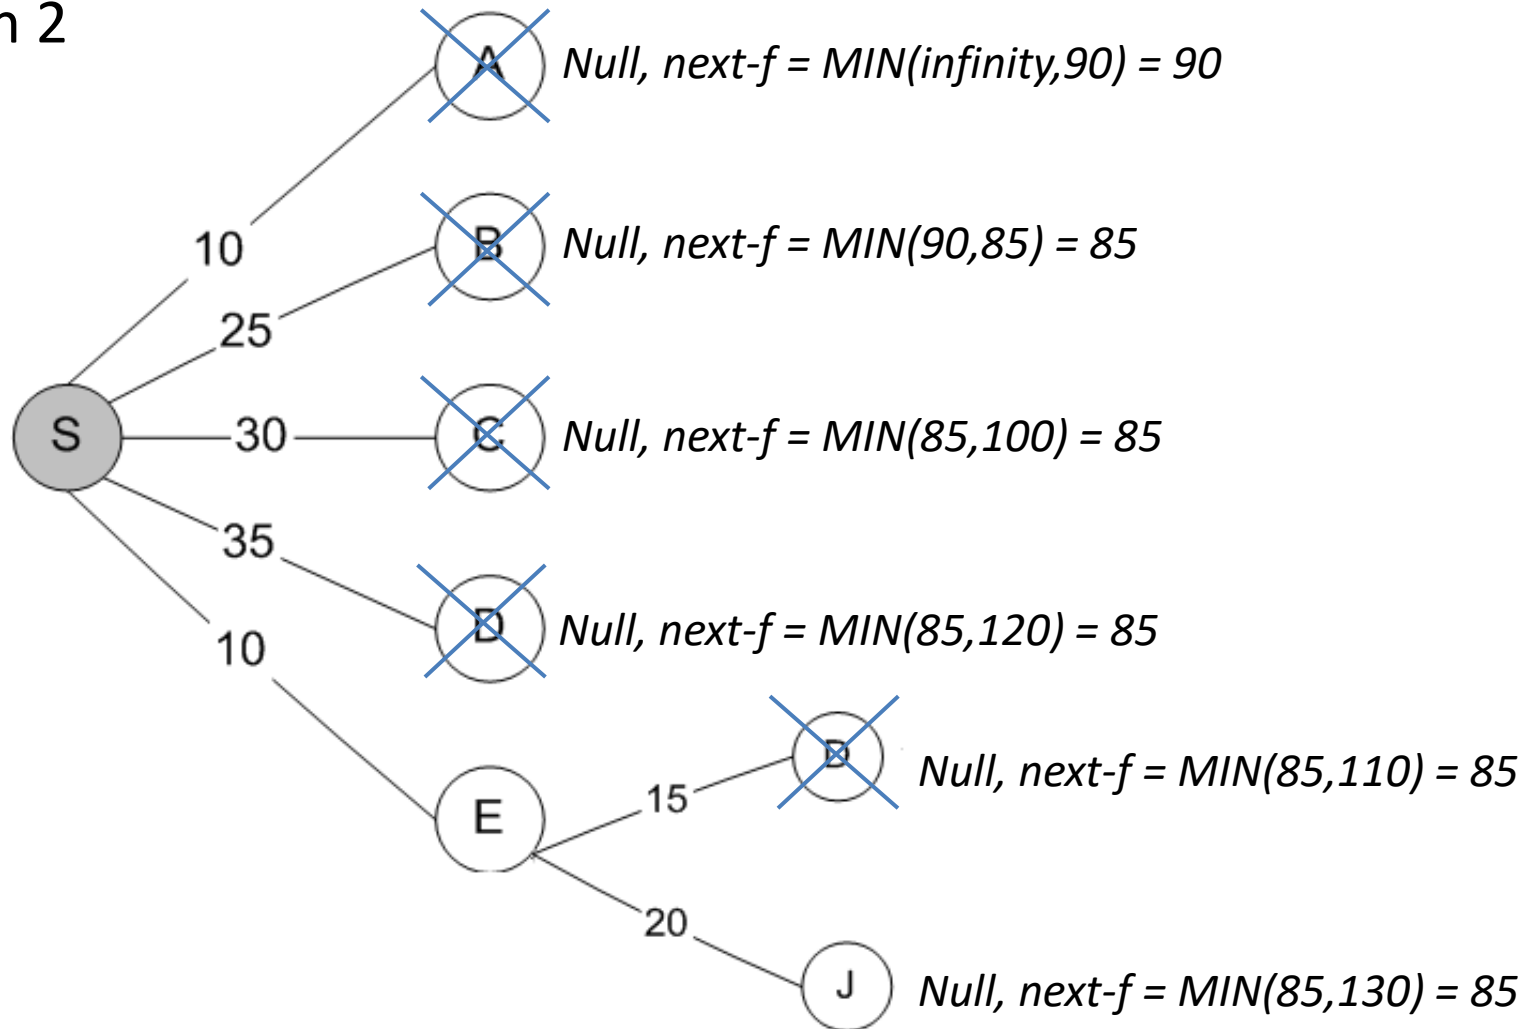 n 2
A Null, next-f = MIN(infinity,90) = 90
10
B Null, next-f = MIN(90,85) = 85
25
S 30 C Null, next-f = MIN(85,100) = 85
35
D Null, next-f = MIN(85,120) = 85
10
D Null, next-f = MIN(85,110) = 85
15
E
20
J Null, next-f = MIN(85,130) = 85